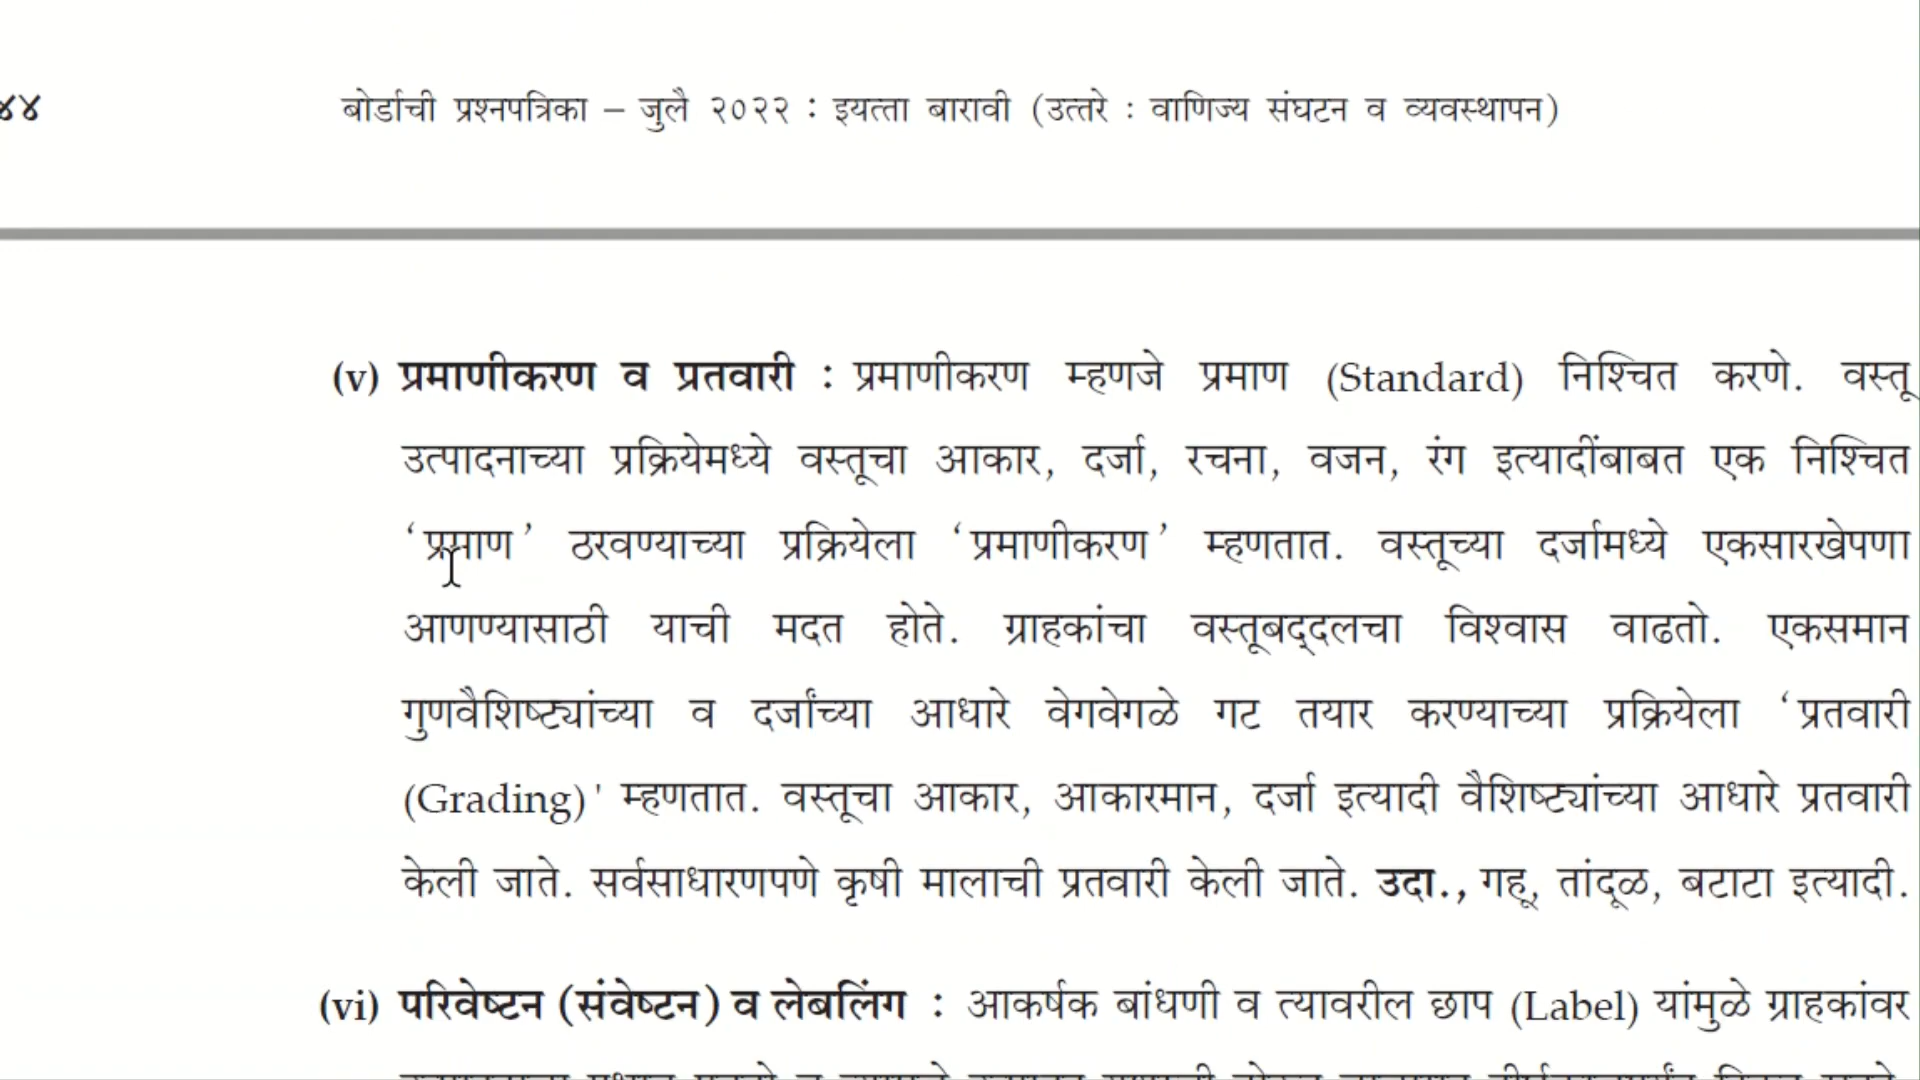 ४४ बोर्डाची प्रश्नपत्रिका – जुलै २०२२ : इयत्ता बारावी (उत्तरे : वाणिज्य संघटन व व्यवस्थापन)
(v) प्रमाणीकरण व प्रतवारी : प्रमाणीकरण म्हणजे प्रमाण (Standard) निश्चित करणे. वस्तू
उत्पादनाच्या प्रक्रियेमध्ये वस्तूचा आकार, दर्जा, रचना, वजन, रंग इत्यादींबाबत एक निश्चित
‘प्रमाण’ ठरवण्याच्या प्रक्रियेला ‘प्रमाणीकरण’ म्हणतात. वस्तूच्या दर्जामध्ये एकसारखेपणा
आणण्यासाठी याची मदत होते. ग्राहकांचा वस्तूबद्दलचा विश्वास वाढतो. एकसमान
गुणवैशिष्ट्यांच्या व दर्जांच्या आधारे वेगवेगळे गट तयार करण्याच्या प्रक्रियेला ‘प्रतवारी
(Grading)' म्हणतात. वस्तूचा आकार, आकारमान, दर्जा इत्यादी वैशिष्ट्यांच्या आधारे प्रतवारी
केली जाते. सर्वसाधारणपणे कृषी मालाची प्रतवारी केली जाते. उदा., गहू, तांदूळ, बटाटा इत्यादी.
(vi) परिवेष्टन (संवेष्टन) व लेबलिंग : आकर्षक बांधणी व त्यावरील छाप (Label) यांमुळे ग्राहकांवर